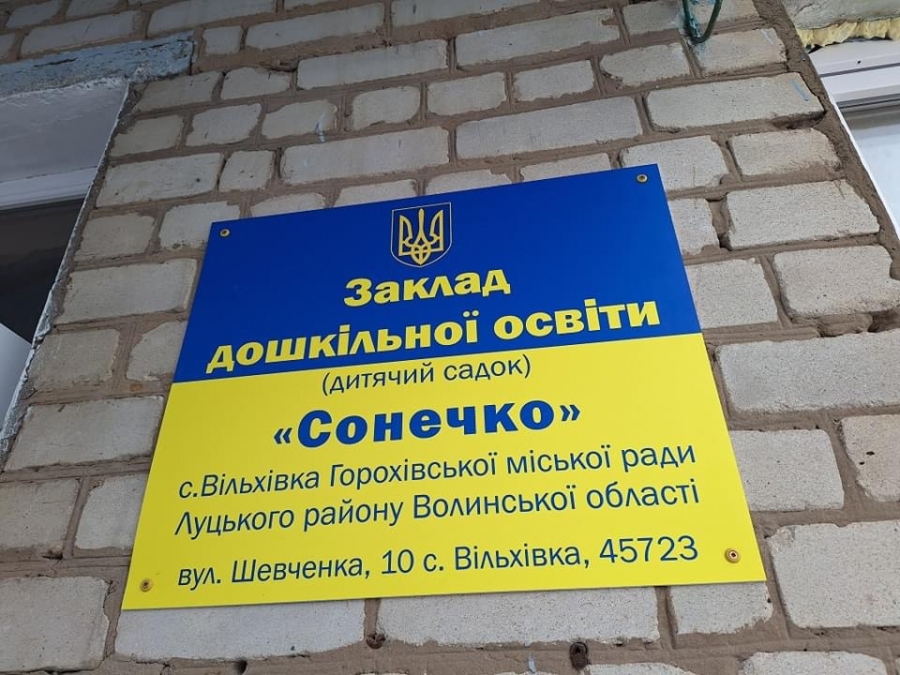 Заклад
дошкільної освіти
(дитячий садок)
«Сонечко»
с.Вільхівка Горохівської міської ради
Луцького району Волинської області
вул. Шевченка, 10 с. Вільхівка, 45723